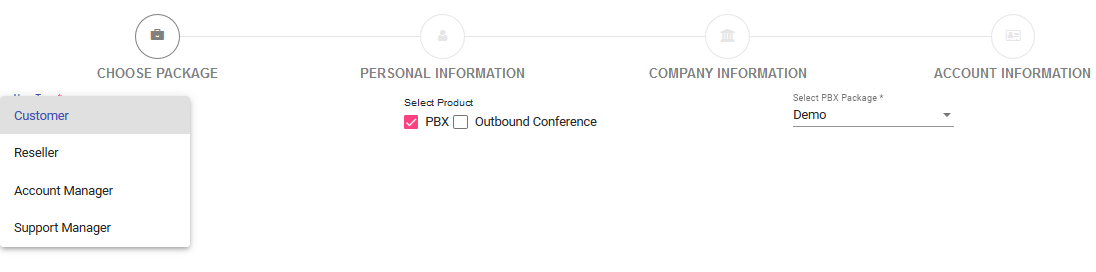 CHOOSE PACKAGE
PERSONAL INFORMATION
COMPANY INFORMATION
ACCOUNT INFORMATION
Customer
Reseller
Account Manager
Support Manager
Select Product
PBX
Outbound Conference
Select PBX Package *
Demo